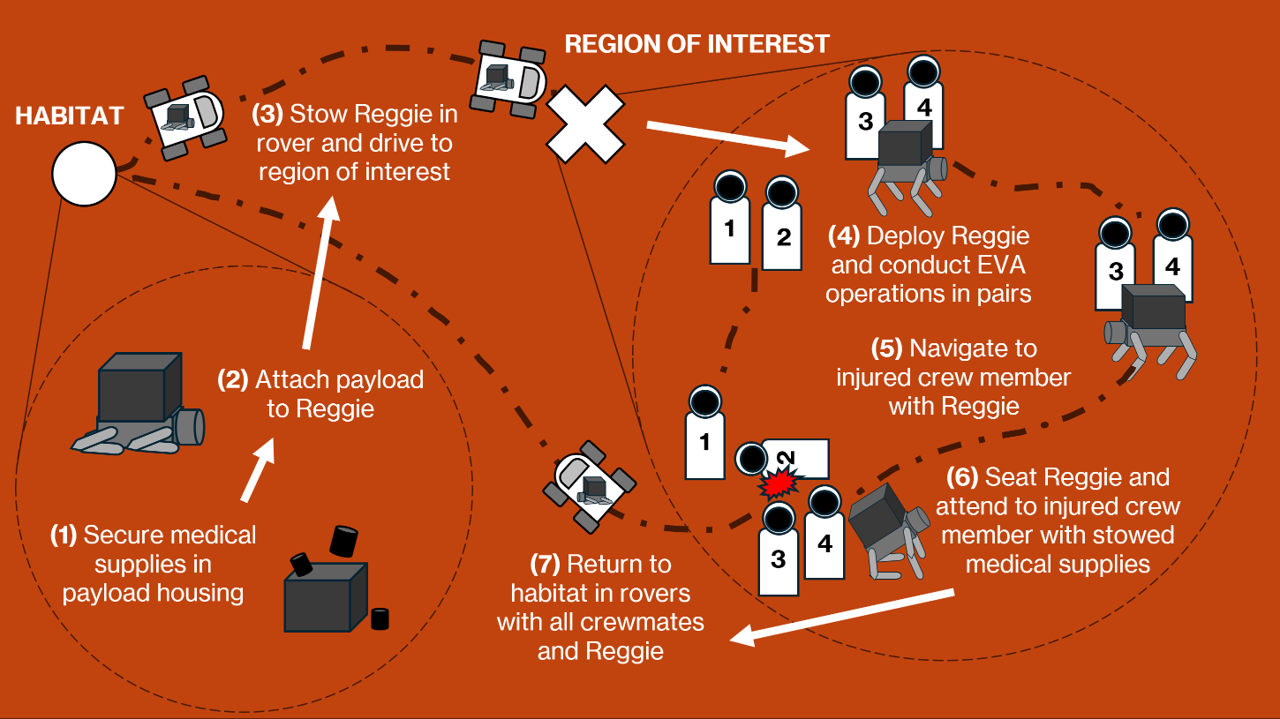 REGION OF INTEREST
HABITAT
(1) Secure medical
supplies in
payload housing
(2) Attach payload
to Reggie
(3) Stow Reggie in
rover and drive to
region of interest
3
4
1
2
(4) Deploy Reggie
and conduct EVA
operations in pairs
3
4
(5) Navigate to
injured crew member
with Reggie
1
2
3
4
(6) Seat Reggie and
attend to injured crew
member with stowed
medical supplies
(7) Return to
habitat in rovers
with all crewmates
and Reggie